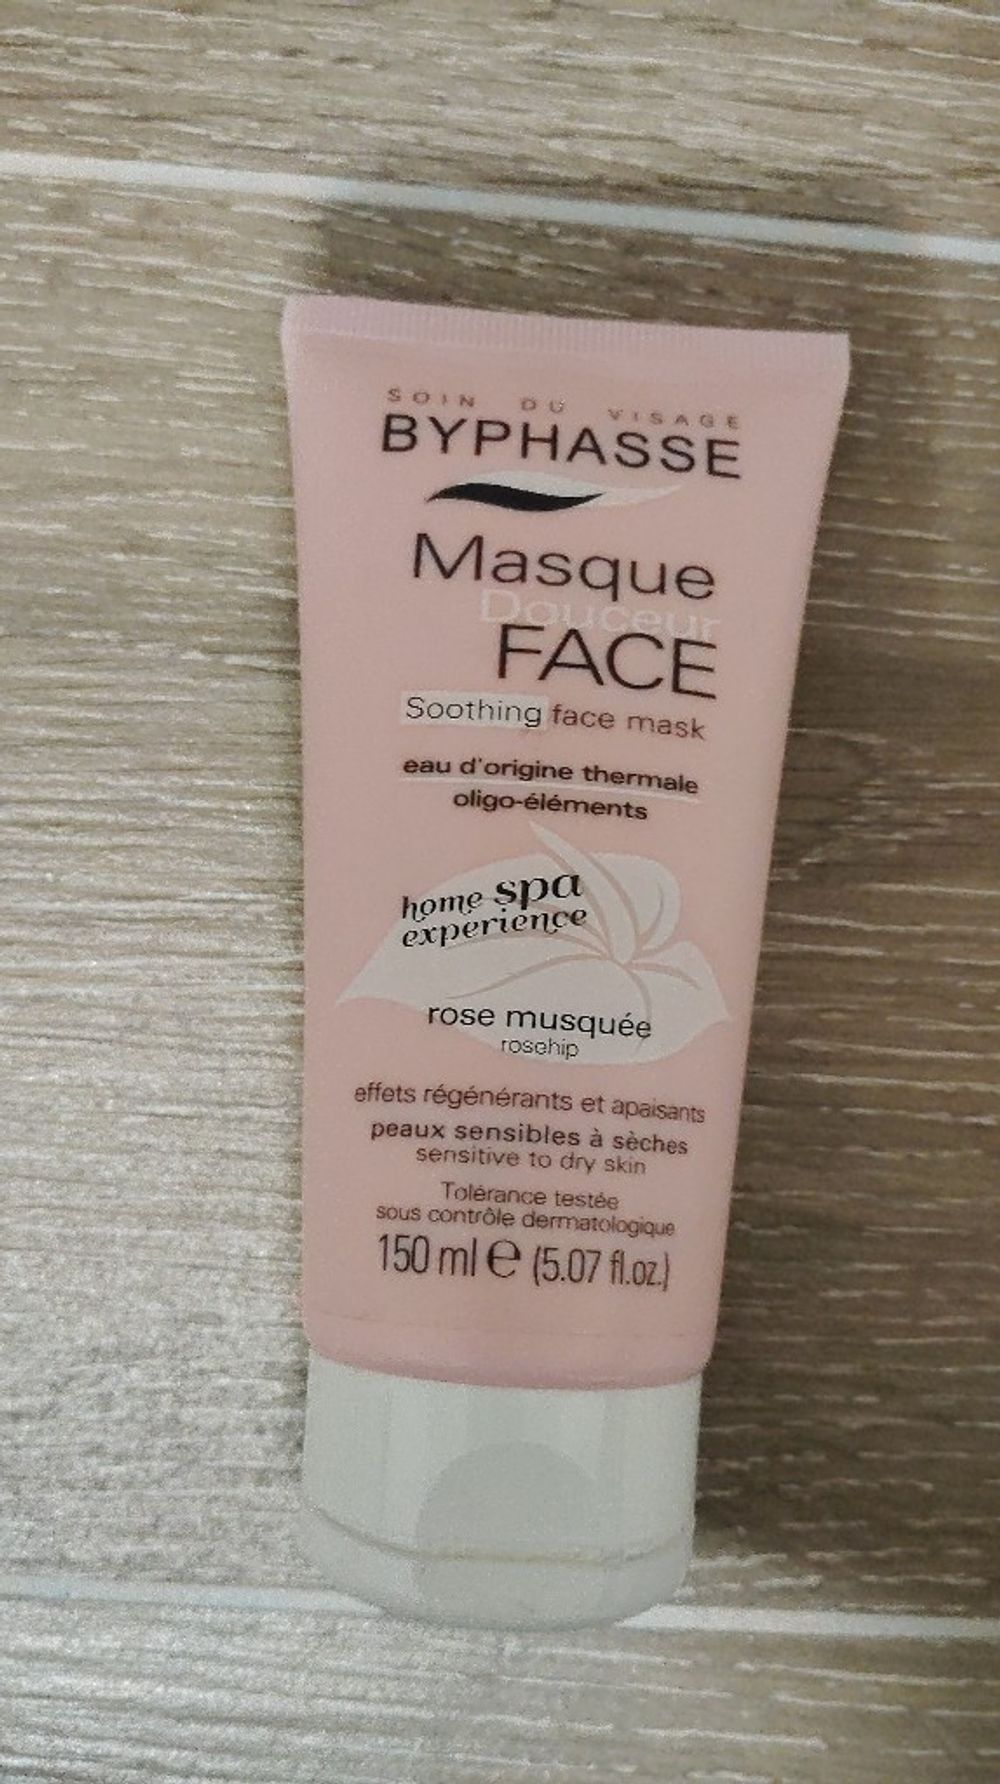 SOIN DU VISAGE
BYPHASSE
Masque
Douceur
FACE
Soothing face mask
eau d'origine thermale
oligo-éléments
home spa
experience
rose musquée
rosehip
effets régénérants et apaisants
peaux sensibles à sèches
sensitive to dry skin
Tolérance testée
sous contrôle dermatologique
150 ml e (5.07 fl.oz.)